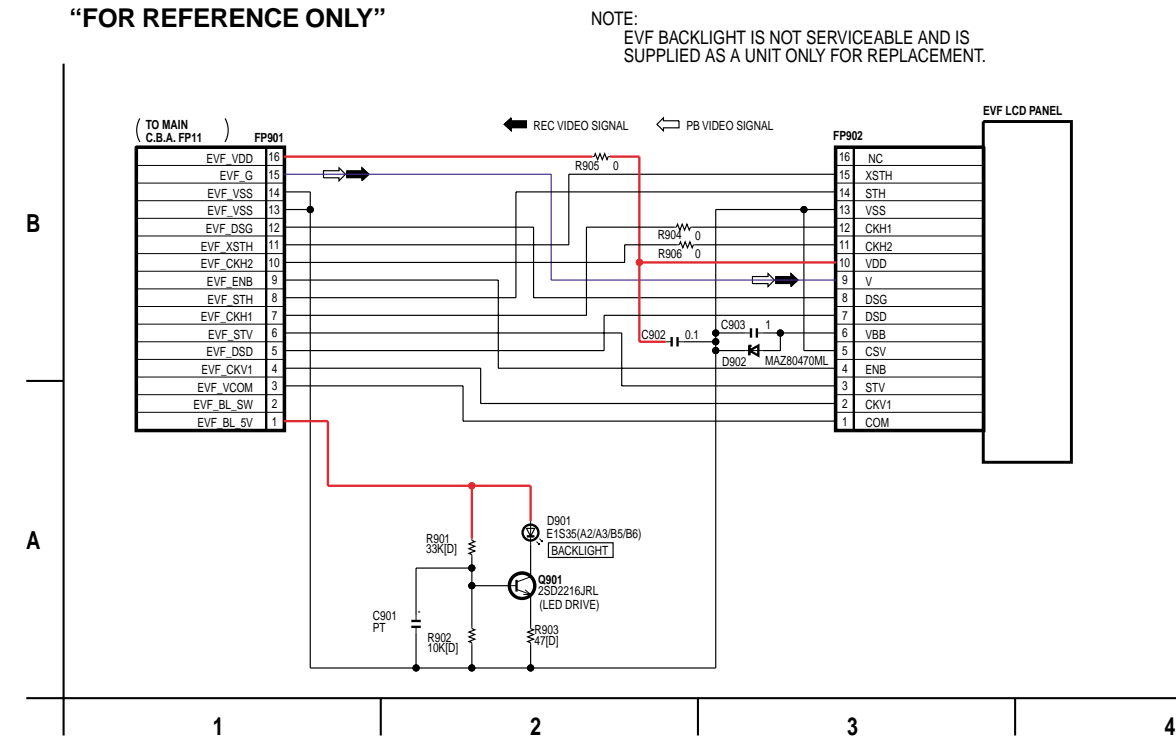 “FOR REFERENCE ONLY”
NOTE:
EVF BACKLIGHT IS NOT SERVICEABLE AND IS
SUPPLIED AS A UNIT ONLY FOR REPLACEMENT.
EVF LCD PANEL
( TO MAIN
C.B.A. FP11 )
FP901
REC VIDEO SIGNAL
PB VIDEO SIGNAL
FP902
EVF_VDD 16
EVF_G 15
EVF_VSS 14
EVF_VSS 13
EVF_DSG 12
EVF_XSTH 11
EVF_CKH2 10
EVF_ENB 9
EVF_STH 8
EVF_CKH1 7
EVF_STV 6
EVF_DSD 5
EVF_CKV1 4
EVF_VCOM 3
EVF_BL_SW 2
EVF_BL_5V 1
R905 0
R904 0
R906 0
C902 0.1
C903 1
D902 MAZ80470ML
16 NC
15 XSTH
14 STH
13 VSS
12 CKH1
11 CKH2
10 VDD
9 V
8 DSG
7 DSD
6 VBB
5 CSV
4 ENB
3 STV
2 CKV1
1 COM
B
A
R901
33K[D]
D901
E1S35(A2/A3/B5/B6)
BACKLIGHT
Q901
2SD2216JRL
(LED DRIVE)
C901
PT
R902
10K[D]
R903
47[D]
1 2 3 4